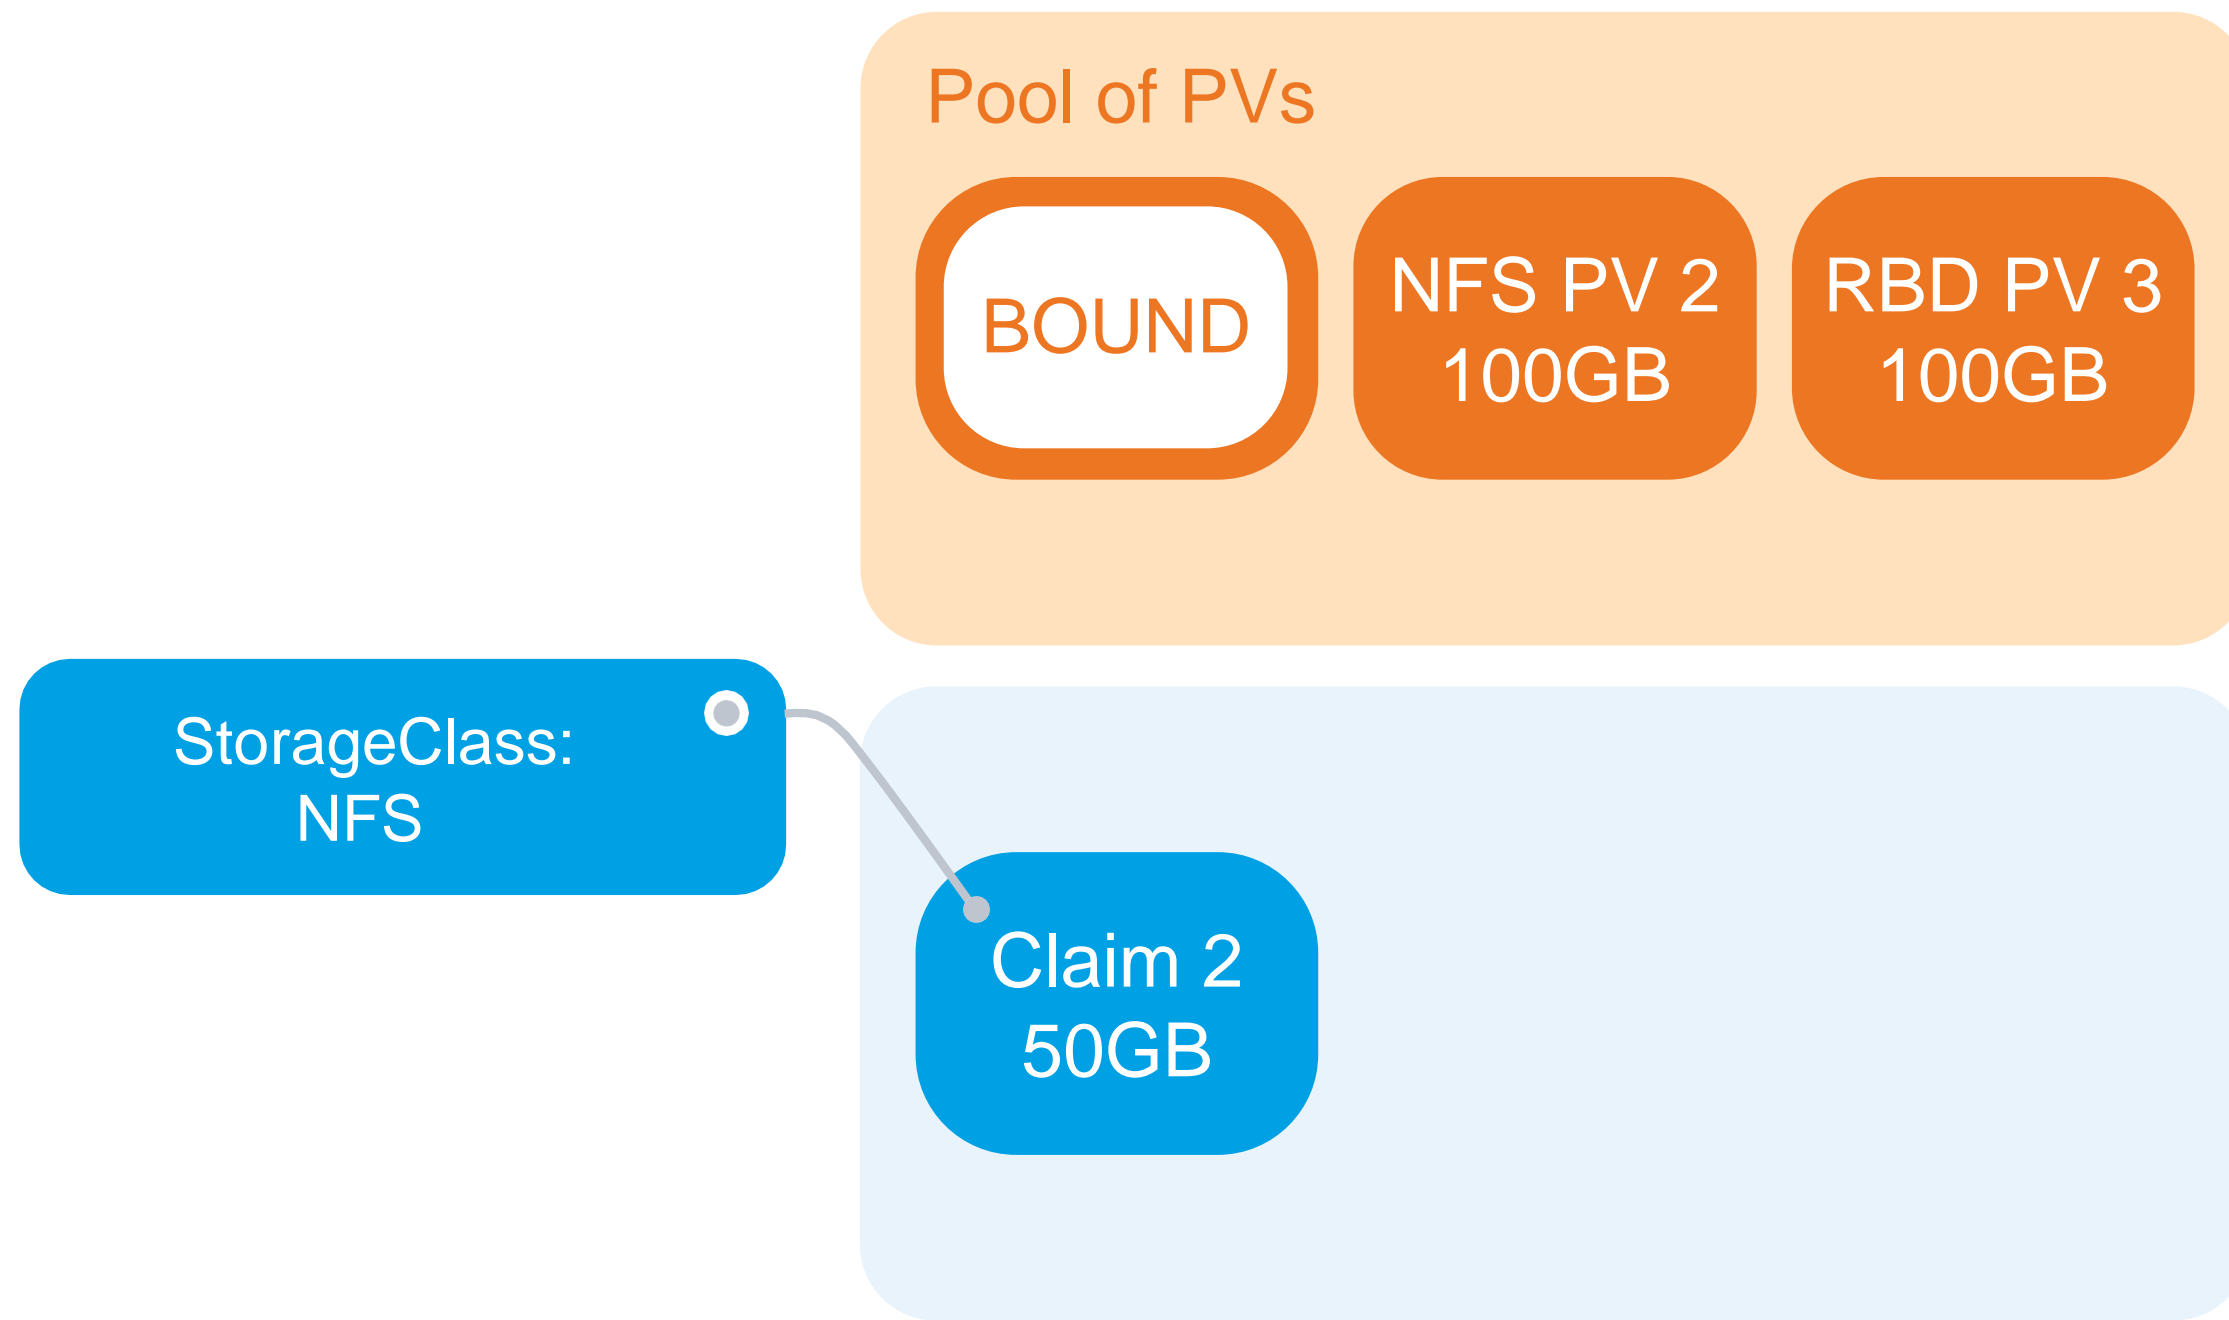 Pool of PVs
BOUND
NFS PV 2
100GB
RBD PV 3
100GB
StorageClass:
NFS
Claim 2
50GB